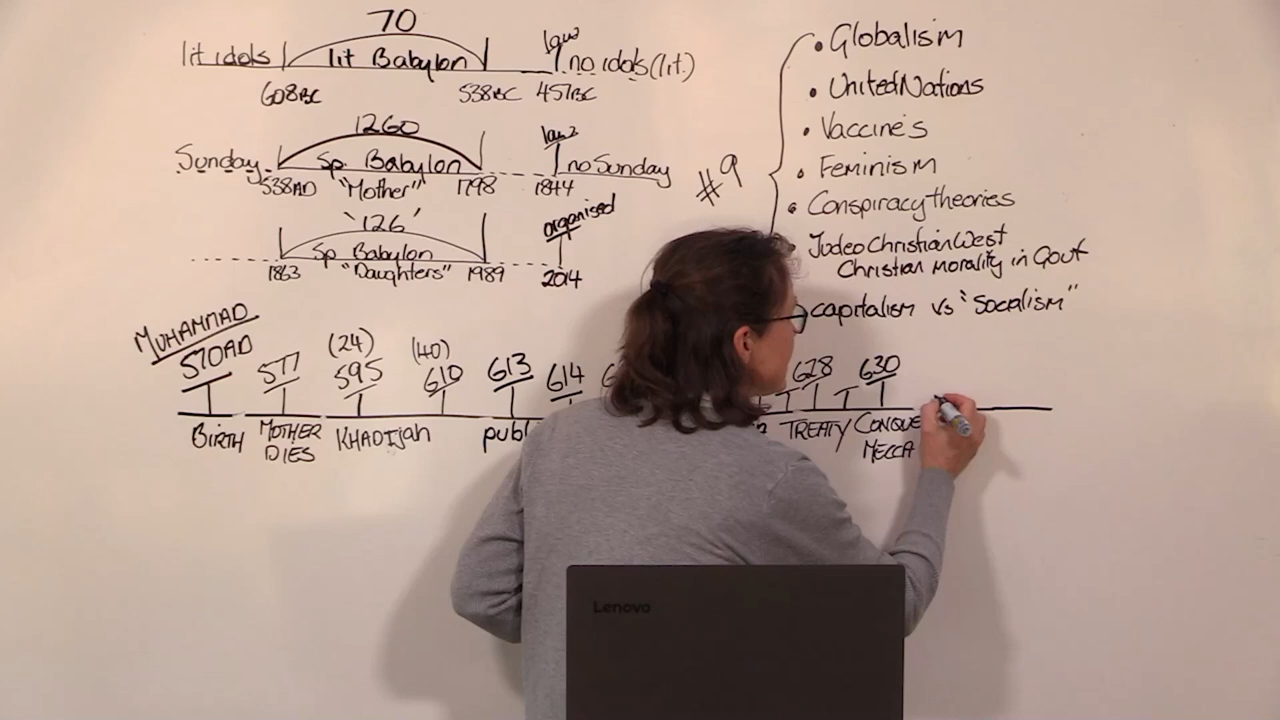 70
lit idols lit Babylon law no idols (lit.)
608BC 538BC 457BC
1260
Sunday Sp. Babylon law 2 no Sunday
538AD "Mother" 1798 1844
'126'
Sp Babylon organised
1863 "Daughters" 1989 2014
#9
• Globalism
• United Nations
• Vaccine's
• Feminism
• Conspiracy theories
Judeo Christian West
Christian morality in Govt
capitalism vs "Socalism"
MUHAMMAD
(24) (40)
570AD 577 595 610 613 614 628 630
BIRTH MOTHER DIES KHADIJAH publ TREATY CONQUE MECCA
Lenovo